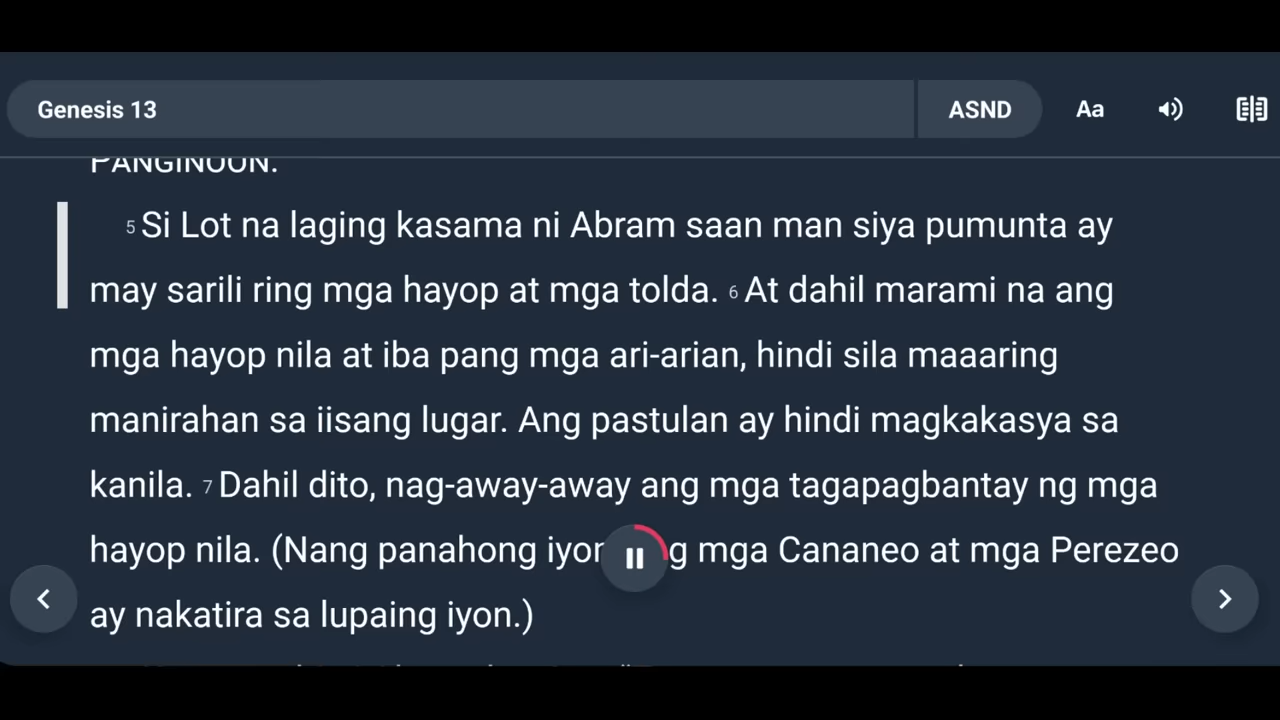 Genesis 13 ASND Aa
PANGINOON.
5 Si Lot na laging kasama ni Abram saan man siya pumunta ay
may sarili ring mga hayop at mga tolda. 6 At dahil marami na ang
mga hayop nila at iba pang mga ari-arian, hindi sila maaaring
manirahan sa iisang lugar. Ang pastulan ay hindi magkakasya sa
kanila. 7 Dahil dito, nag-away-away ang mga tagapagbantay ng mga
hayop nila. (Nang panahong mga Cananeo at mga Perezeo
ay nakatira sa lupaing iyon.)